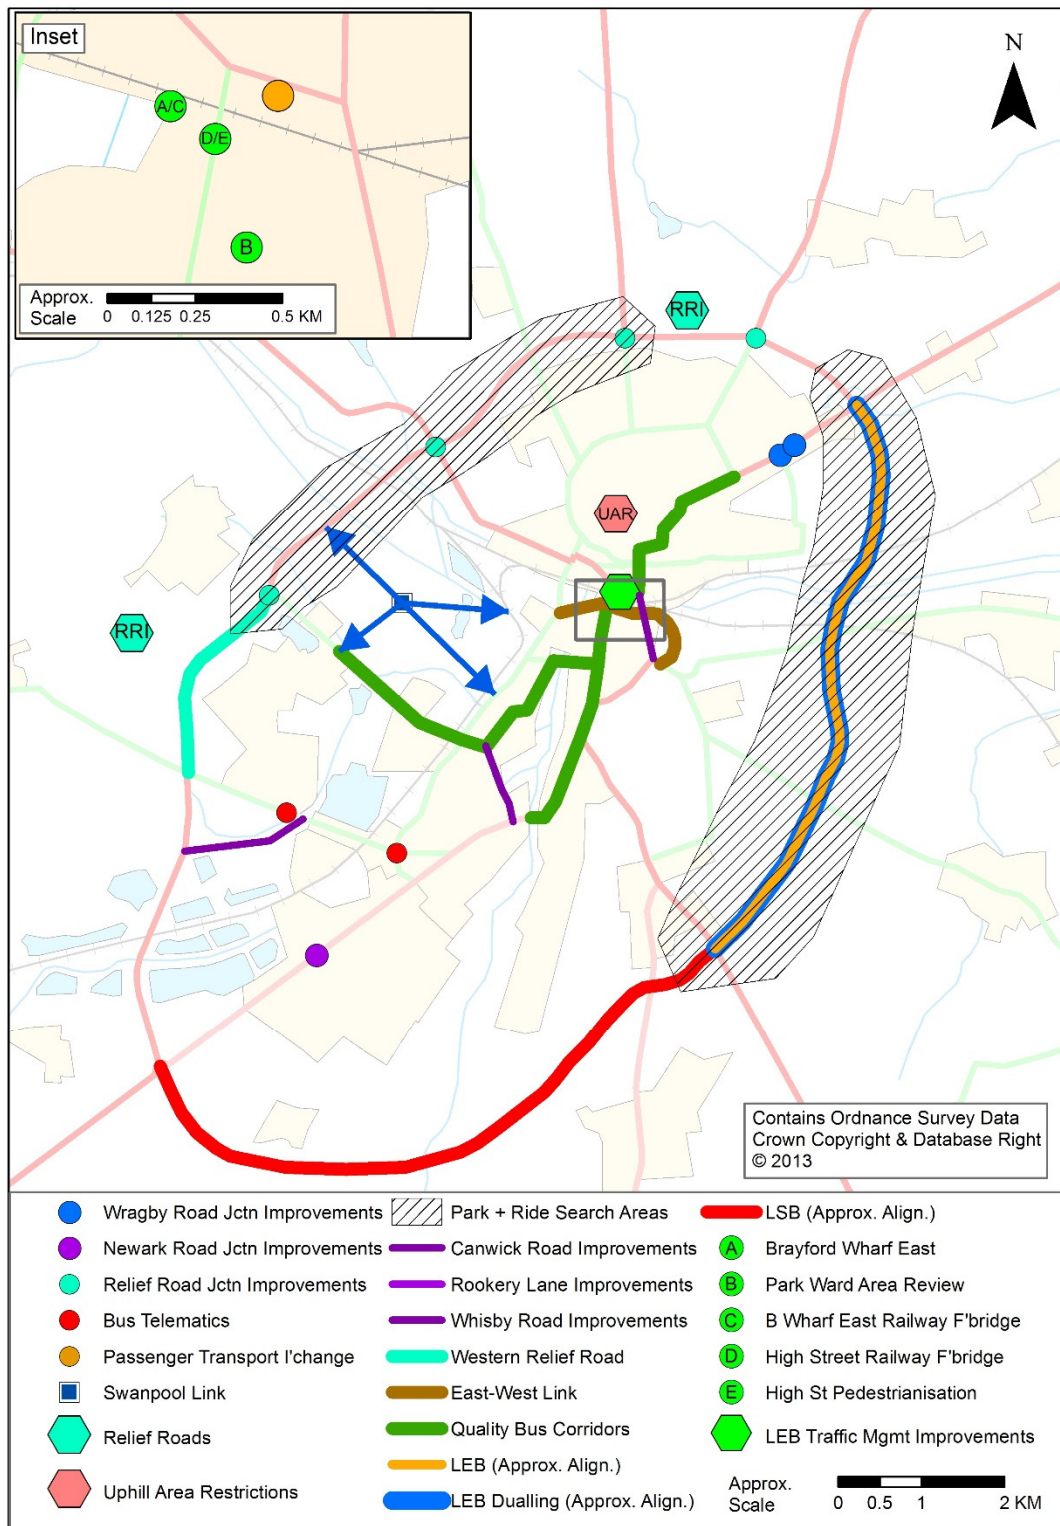 Inset
A/C
D/E
B
Approx.
Scale
0 0.125 0.25 0.5 KM
N
RRI
UAR
RRI
Contains Ordnance Survey Data
Crown Copyright & Database Right
© 2013
Wragby Road Jctn Improvements
Newark Road Jctn Improvements
Relief Road Jctn Improvements
Bus Telematics
Passenger Transport I'change
Swanpool Link
Relief Roads
Uphill Area Restrictions
Park + Ride Search Areas
Canwick Road Improvements
Rookery Lane Improvements
Whisby Road Improvements
Western Relief Road
East-West Link
Quality Bus Corridors
LEB (Approx. Align.)
LEB Dualling (Approx. Align.)
LSB (Approx. Align.)
A Brayford Wharf East
B Park Ward Area Review
C B Wharf East Railway F'bridge
D High Street Railway F'bridge
E High St Pedestrianisation
LEB Traffic Mgmt Improvements
Approx.
Scale
0 0.5 1 2 KM